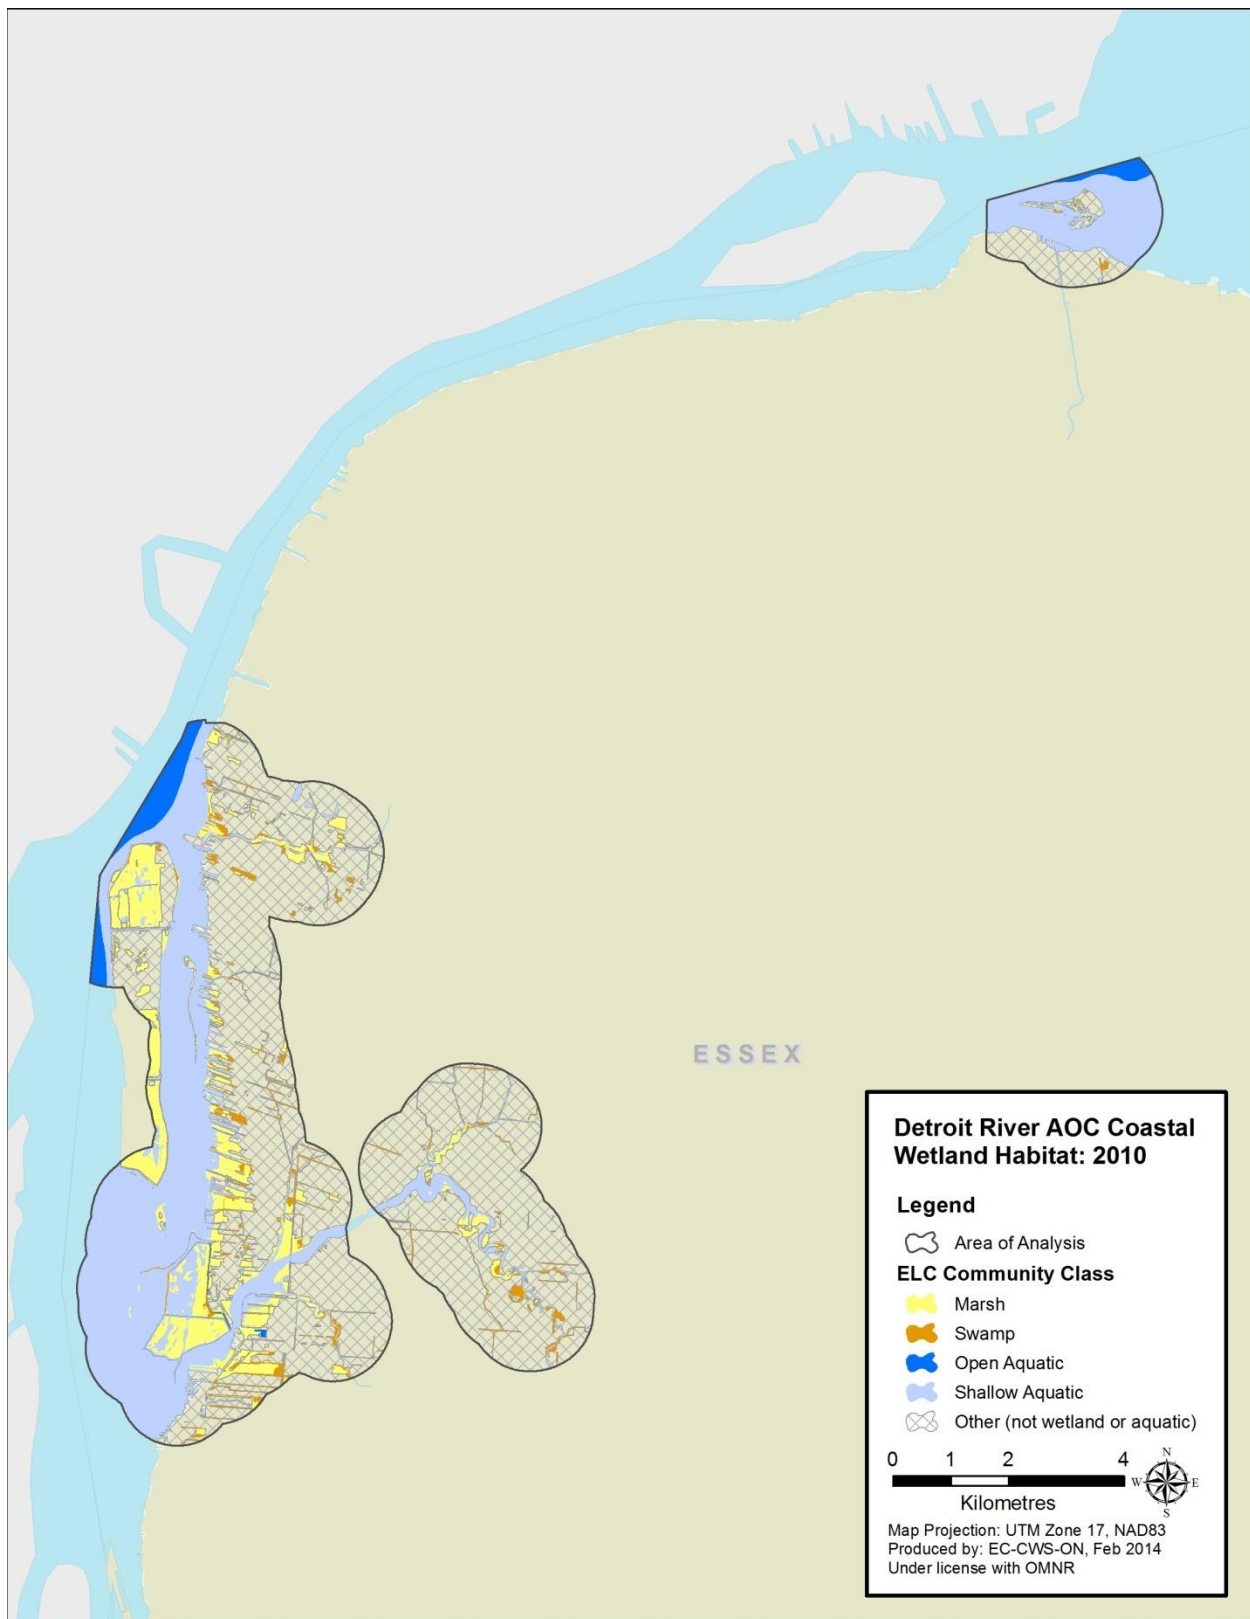 ESSEX
Detroit River AOC Coastal
Wetland Habitat: 2010
Legend
Area of Analysis
ELC Community Class
Marsh
Swamp
Open Aquatic
Shallow Aquatic
Other (not wetland or aquatic)
0 1 2 4
Kilometres
N
W E
S
Map Projection: UTM Zone 17, NAD83
Produced by: EC-CWS-ON, Feb 2014
Under license with OMNR